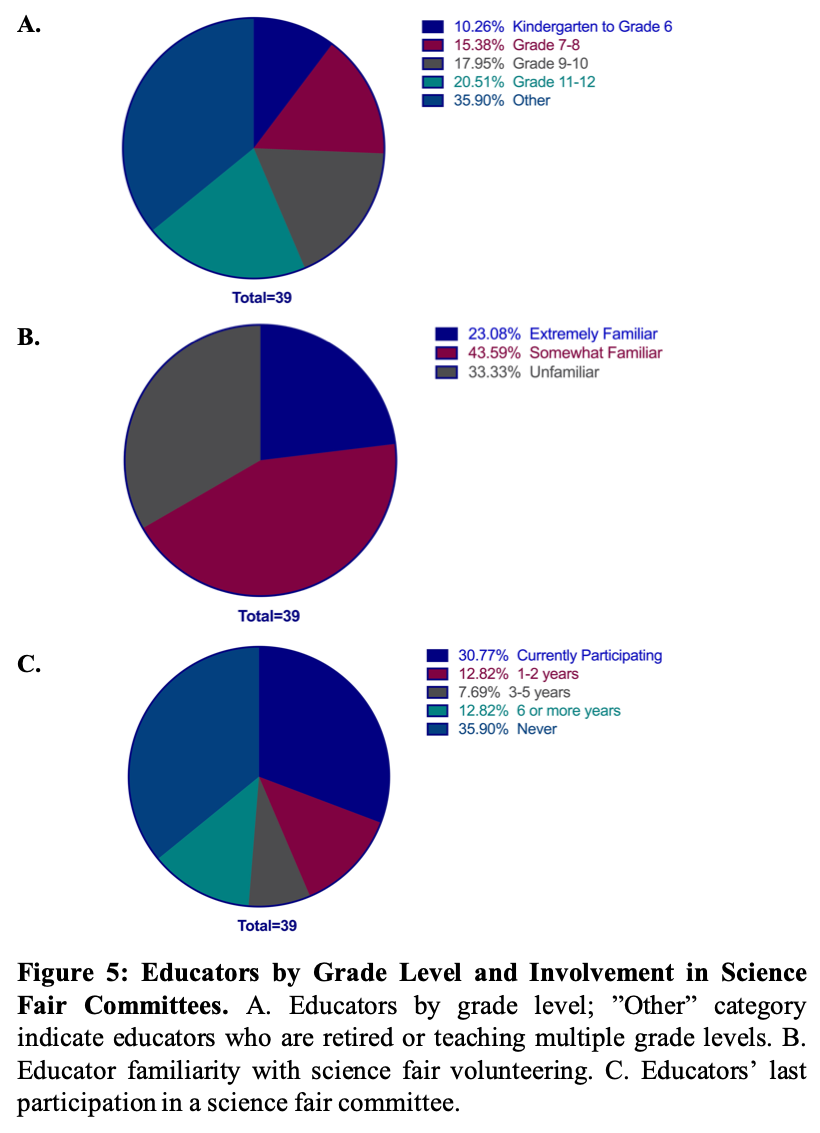 A.
10.26% Kindergarten to Grade 6
15.38% Grade 7-8
17.95% Grade 9-10
20.51% Grade 11-12
35.90% Other
Total=39
B.
23.08% Extremely Familiar
43.59% Somewhat Familiar
33.33% Unfamiliar
Total=39
C.
30.77% Currently Participating
12.82% 1-2 years
7.69% 3-5 years
12.82% 6 or more years
35.90% Never
Total=39
Figure 5: Educators by Grade Level and Involvement in Science
Fair Committees. A. Educators by grade level; ”Other” category
indicate educators who are retired or teaching multiple grade levels. B.
Educator familiarity with science fair volunteering. C. Educators’ last
participation in a science fair committee.